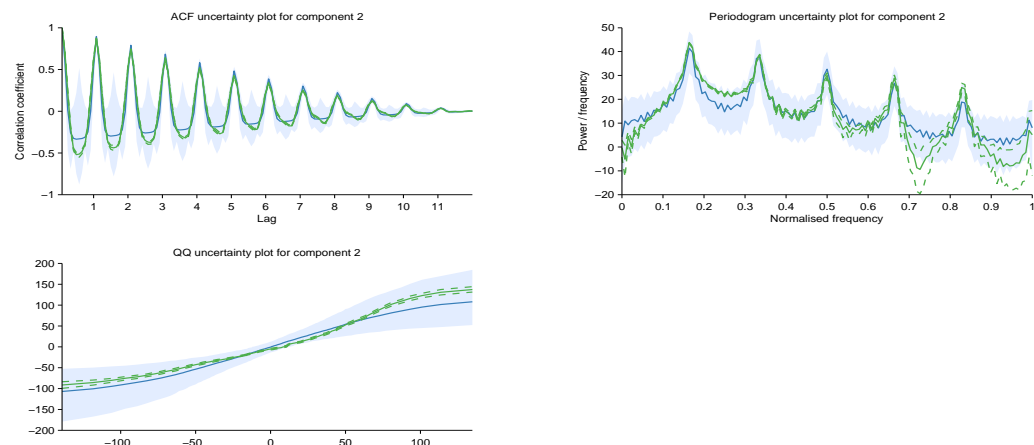 ACF uncertainty plot for component 2
1
0.5
0
−0.5
−1
Correlation coefficient
1 2 3 4 5 6 7 8 9 10 11
Lag
Periodogram uncertainty plot for component 2
50
40
30
20
10
0
−10
−20
Power / frequency
0 0.1 0.2 0.3 0.4 0.5 0.6 0.7 0.8 0.9 1
Normalised frequency
QQ uncertainty plot for component 2
200
150
100
50
0
−50
−100
−150
−200
−100 −50 0 50 100